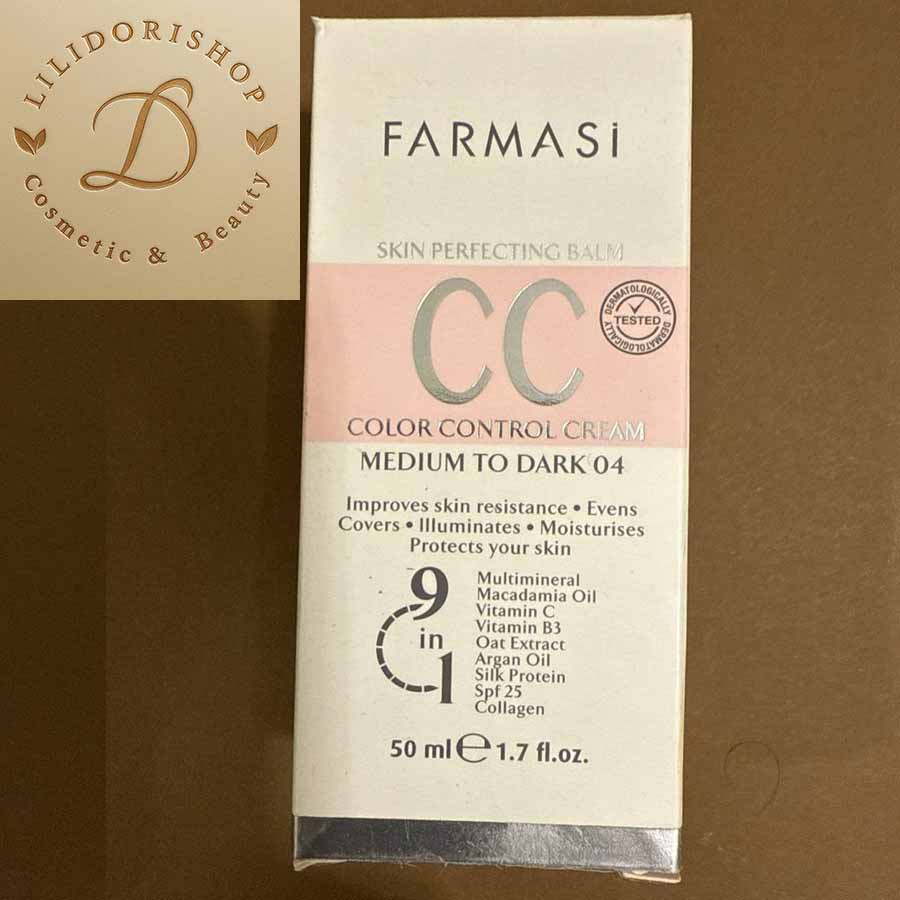 LILIDORISHOP
D
Cosmetic & Beauty
FARMASi
SKIN PERFECTING BALM
CC
DERMATOLOGICALLY
TESTED
DERMATOLOGICALLY
COLOR CONTROL CREAM
MEDIUM TO DARK 04
Improves skin resistance • Evens
Covers • Illuminates • Moisturises
Protects your skin
9 in 1
Multimineral
Macadamia Oil
Vitamin C
Vitamin B3
Oat Extract
Argan Oil
Silk Protein
Spf 25
Collagen
50 ml ℮ 1.7 fl.oz.